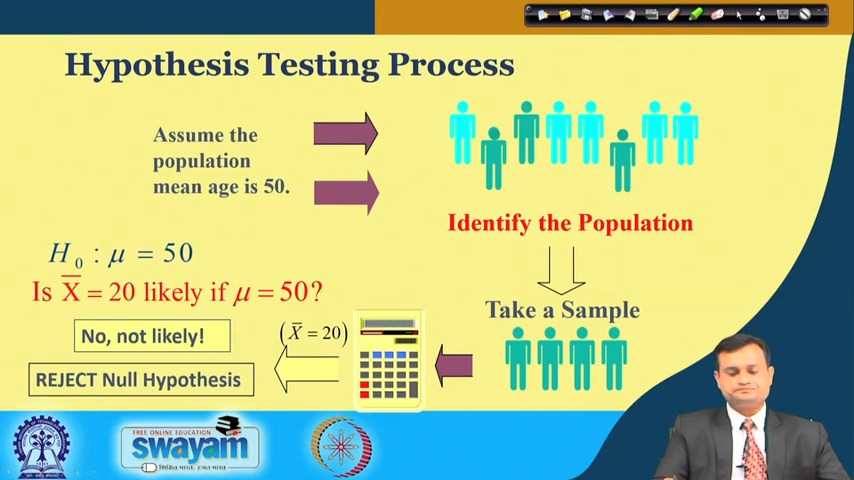 Hypothesis Testing Process
Assume the
population
mean age is 50.
Identify the Population
H₀ : μ = 50
Is X̅ = 20 likely if μ = 50?
Take a Sample
No, not likely!
(X̅ = 20)
REJECT Null Hypothesis
FREE ONLINE EDUCATION
swayam